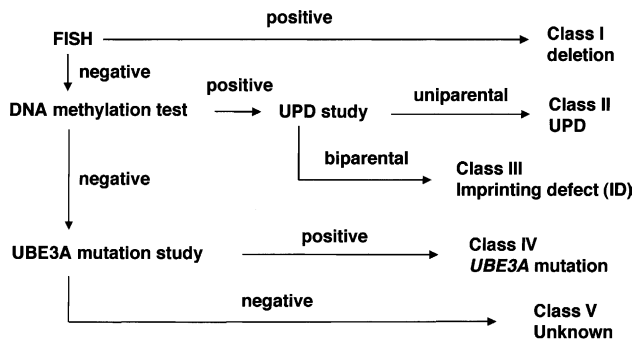 positive
FISH
Class I
deletion
negative
positive
uniparental
DNA methylation test
UPD study
Class II
UPD
biparental
negative
Class III
Imprinting defect (ID)
positive
UBE3A mutation study
Class IV
UBE3A mutation
negative
Class V
Unknown